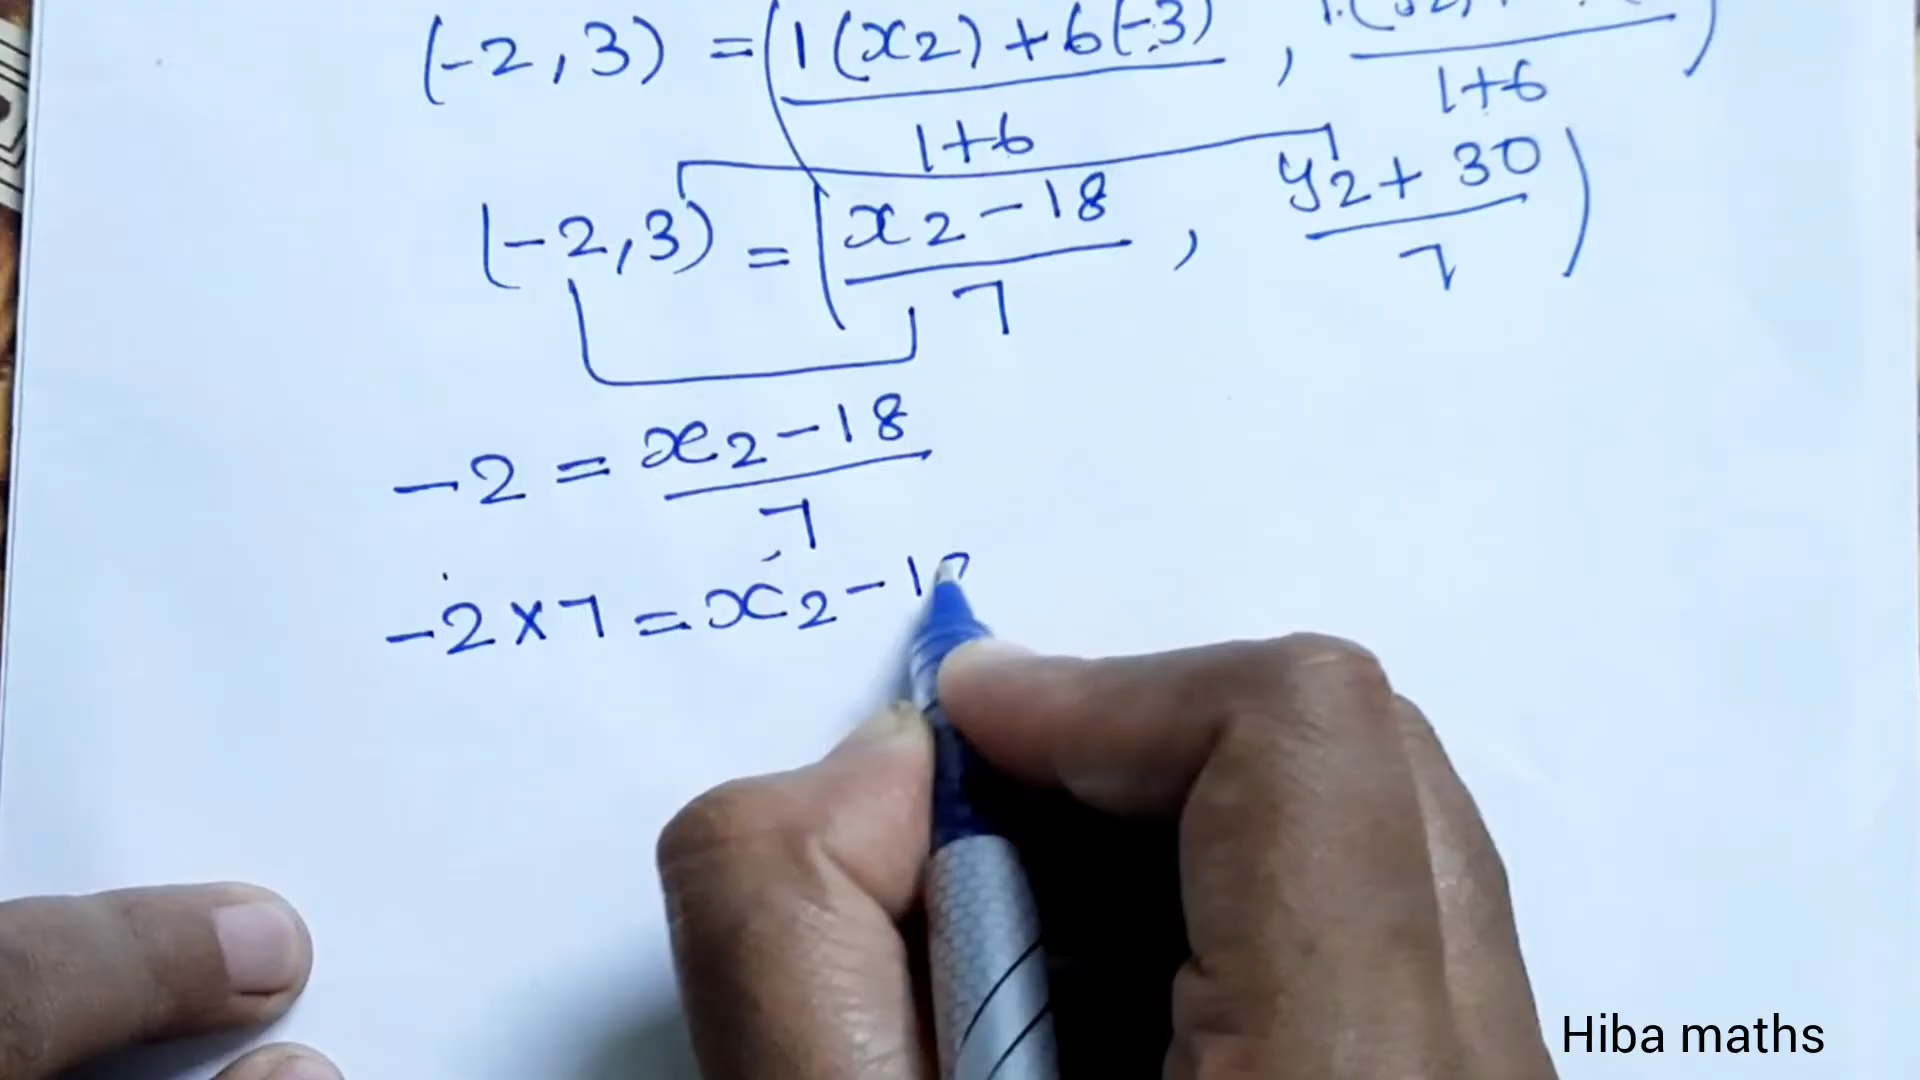 (-2,3) = (1(x2)+6(-3) / 1+6 , / 1+6)
(-2,3) = (x2-18 / 7 , y2+30 / 7)
-2 = x2-18 / 7
-2×7 = x2-1
Hiba maths